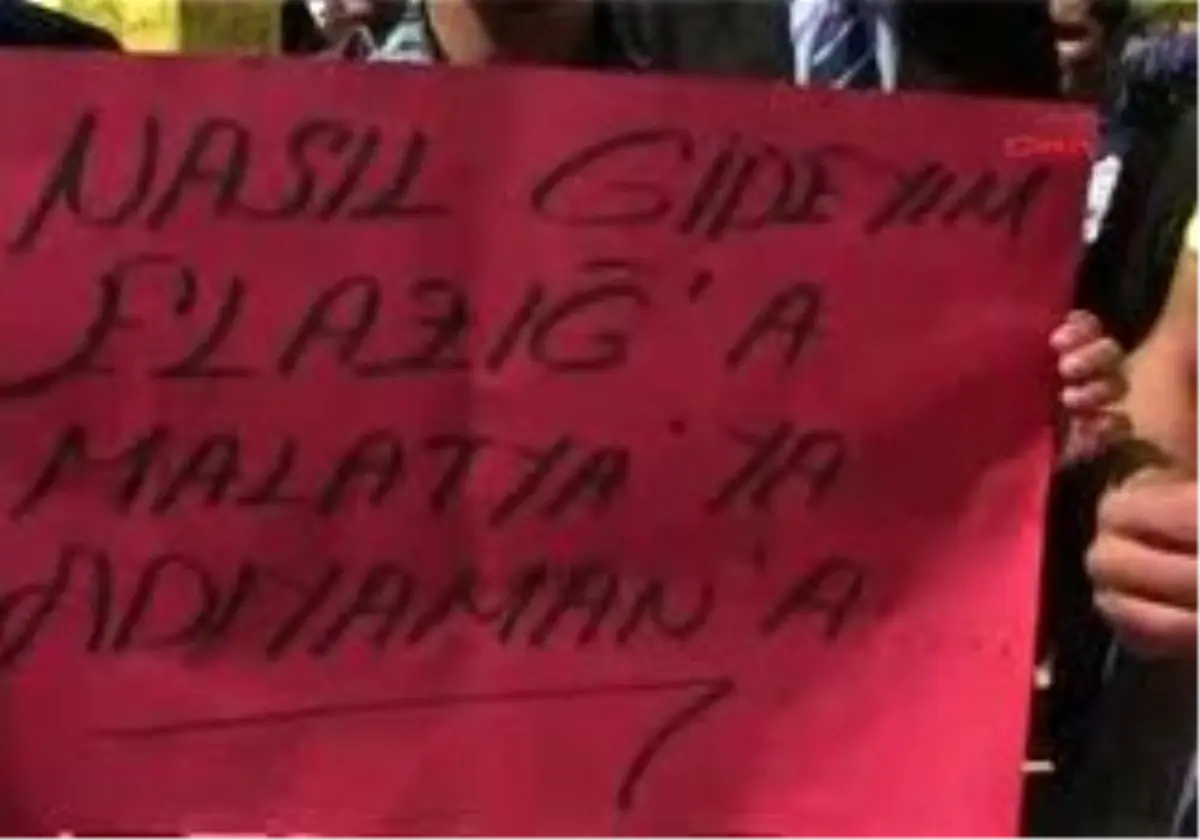 NASIL GİDEYİM
ELAZIĞ'A
MALATYA'YA
ADIYAMAN'A....